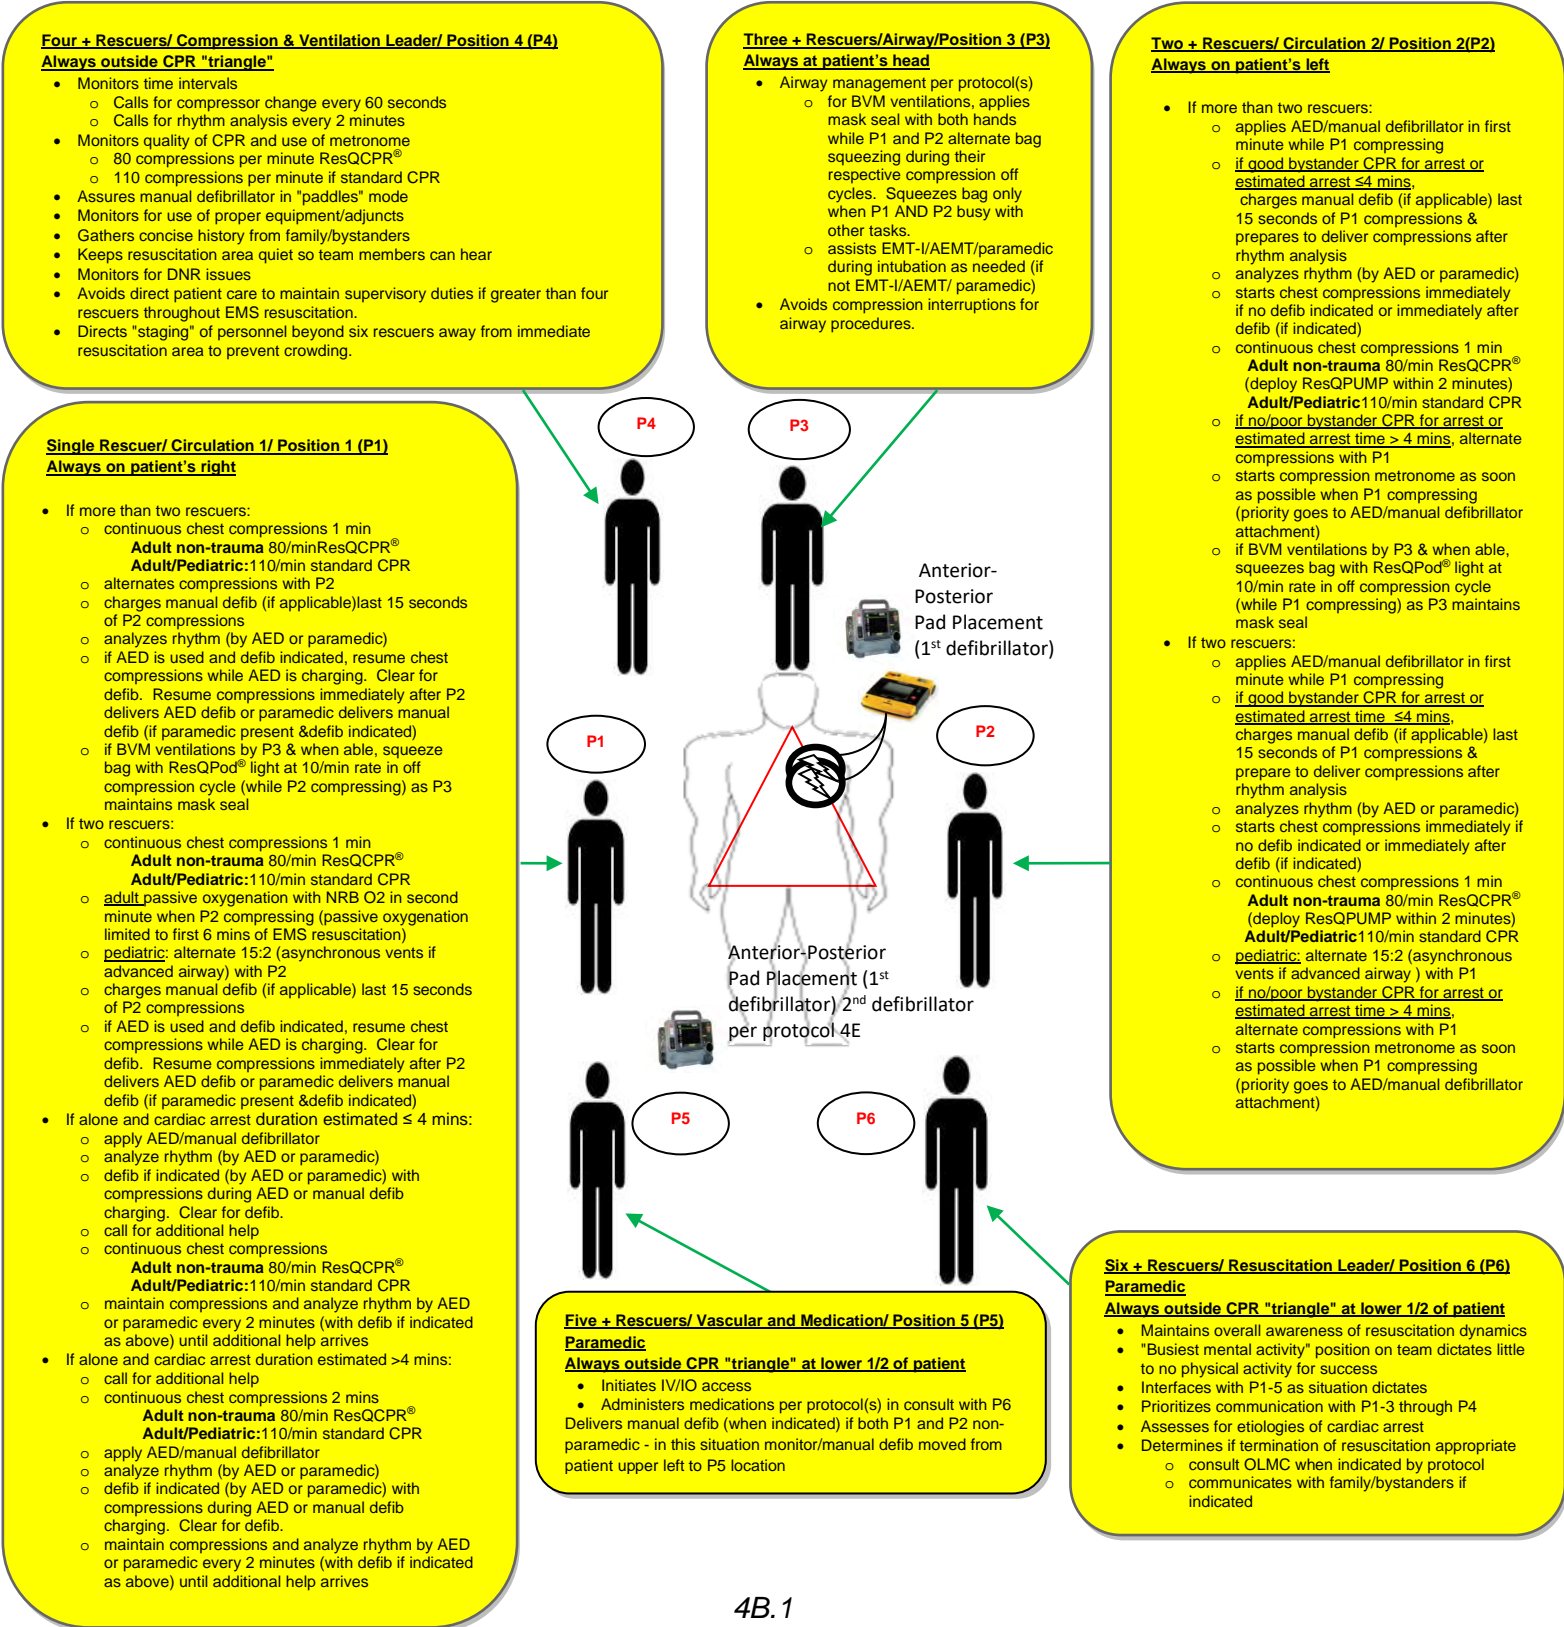 Four + Rescuers/ Compression & Ventilation Leader/ Position 4 (P4)
Always outside CPR "triangle"
• Monitors time intervals
o Calls for compressor change every 60 seconds
o Calls for rhythm analysis every 2 minutes
• Monitors quality of CPR and use of metronome
o 80 compressions per minute ResQCPR®
o 110 compressions per minute if standard CPR
• Assures manual defibrillator in "paddles" mode
• Monitors for use of proper equipment/adjuncts
• Gathers concise history from family/bystanders
• Keeps resuscitation area quiet so team members can hear
• Monitors for DNR issues
• Avoids direct patient care to maintain supervisory duties if greater than four
rescuers throughout EMS resuscitation.
• Directs "staging" of personnel beyond six rescuers away from immediate
resuscitation area to prevent crowding.
Three + Rescuers/Airway/Position 3 (P3)
Always at patient's head
• Airway management per protocol(s)
o for BVM ventilations, applies
mask seal with both hands
while P1 and P2 alternate bag
squeezing during their
respective compression off
cycles. Squeezes bag only
when P1 AND P2 busy with
other tasks.
o assists EMT-I/AEMT/paramedic
during intubation as needed (if
not EMT-I/AEMT/ paramedic)
• Avoids compression interruptions for
airway procedures.
Two + Rescuers/ Circulation 2/ Position 2(P2)
Always on patient's left
• If more than two rescuers:
o applies AED/manual defibrillator in first
minute while P1 compressing
o if good bystander CPR for arrest or
estimated arrest ≤4 mins,
charges manual defib (if applicable) last
15 seconds of P1 compressions &
prepares to deliver compressions after
rhythm analysis
o analyzes rhythm (by AED or paramedic)
o starts chest compressions immediately
if no defib indicated or immediately after
defib (if indicated)
o continuous chest compressions 1 min
Adult non-trauma 80/min ResQCPR®
(deploy ResQPUMP within 2 minutes)
Adult/Pediatric110/min standard CPR
o if no/poor bystander CPR for arrest or
estimated arrest time > 4 mins, alternate
compressions with P1
o starts compression metronome as soon
as possible when P1 compressing
(priority goes to AED/manual defibrillator
attachment)
o if BVM ventilations by P3 & when able,
squeezes bag with ResQPod® light at
10/min rate in off compression cycle
(while P1 compressing) as P3 maintains
mask seal
• If two rescuers:
o applies AED/manual defibrillator in first
minute while P1 compressing
o if good bystander CPR for arrest or
estimated arrest time ≤4 mins,
charges manual defib (if applicable) last
15 seconds of P1 compressions &
prepare to deliver compressions after
rhythm analysis
o analyzes rhythm (by AED or paramedic)
o starts chest compressions immediately if
no defib indicated or immediately after
defib (if indicated)
o continuous chest compressions 1 min
Adult non-trauma 80/min ResQCPR®
(deploy ResQPUMP within 2 minutes)
Adult/Pediatric110/min standard CPR
o pediatric: alternate 15:2 (asynchronous
vents if advanced airway ) with P1
o if no/poor bystander CPR for arrest or
estimated arrest time > 4 mins,
alternate compressions with P1
o starts compression metronome as soon
as possible when P1 compressing
(priority goes to AED/manual defibrillator
attachment)
Single Rescuer/ Circulation 1/ Position 1 (P1)
Always on patient's right
• If more than two rescuers:
o continuous chest compressions 1 min
Adult non-trauma 80/minResQCPR®
Adult/Pediatric:110/min standard CPR
o alternates compressions with P2
o charges manual defib (if applicable)last 15 seconds
of P2 compressions
o analyzes rhythm (by AED or paramedic)
o if AED is used and defib indicated, resume chest
compressions while AED is charging. Clear for
defib. Resume compressions immediately after P2
delivers AED defib or paramedic delivers manual
defib (if paramedic present &defib indicated)
o if BVM ventilations by P3 & when able, squeeze
bag with ResQPod® light at 10/min rate in off
compression cycle (while P2 compressing) as P3
maintains mask seal
• If two rescuers:
o continuous chest compressions 1 min
Adult non-trauma 80/min ResQCPR®
Adult/Pediatric:110/min standard CPR
o adult passive oxygenation with NRB O2 in second
minute when P2 compressing (passive oxygenation
limited to first 6 mins of EMS resuscitation)
o pediatric: alternate 15:2 (asynchronous vents if
advanced airway) with P2
o charges manual defib (if applicable) last 15 seconds
of P2 compressions
o if AED is used and defib indicated, resume chest
compressions while AED is charging. Clear for
defib. Resume compressions immediately after P2
delivers AED defib or paramedic delivers manual
defib (if paramedic present &defib indicated)
• If alone and cardiac arrest duration estimated ≤ 4 mins:
o apply AED/manual defibrillator
o analyze rhythm (by AED or paramedic)
o defib if indicated (by AED or paramedic) with
compressions during AED or manual defib
charging. Clear for defib.
o call for additional help
o continuous chest compressions
Adult non-trauma 80/min ResQCPR®
Adult/Pediatric:110/min standard CPR
o maintain compressions and analyze rhythm by AED
or paramedic every 2 minutes (with defib if indicated
as above) until additional help arrives
• If alone and cardiac arrest duration estimated >4 mins:
o call for additional help
o continuous chest compressions 2 mins
Adult non-trauma 80/min ResQCPR®
Adult/Pediatric:110/min standard CPR
o apply AED/manual defibrillator
o analyze rhythm (by AED or paramedic)
o defib if indicated (by AED or paramedic) with
compressions during AED or manual defib
charging. Clear for defib.
o maintain compressions and analyze rhythm by AED
or paramedic every 2 minutes (with defib if indicated
as above) until additional help arrives
P4
P3
Anterior-
Posterior
Pad Placement
(1st defibrillator)
P1
P2
Anterior-Posterior
Pad Placement (1st
defibrillator) 2nd defibrillator
per protocol 4E
P5
P6
Five + Rescuers/ Vascular and Medication/ Position 5 (P5)
Paramedic
Always outside CPR "triangle" at lower 1/2 of patient
• Initiates IV/IO access
• Administers medications per protocol(s) in consult with P6
Delivers manual defib (when indicated) if both P1 and P2 non-
paramedic - in this situation monitor/manual defib moved from
patient upper left to P5 location
Six + Rescuers/ Resuscitation Leader/ Position 6 (P6)
Paramedic
Always outside CPR "triangle" at lower 1/2 of patient
• Maintains overall awareness of resuscitation dynamics
• "Busiest mental activity" position on team dictates little
to no physical activity for success
• Interfaces with P1-5 as situation dictates
• Prioritizes communication with P1-3 through P4
• Assesses for etiologies of cardiac arrest
• Determines if termination of resuscitation appropriate
o consult OLMC when indicated by protocol
o communicates with family/bystanders if
indicated
4B.1